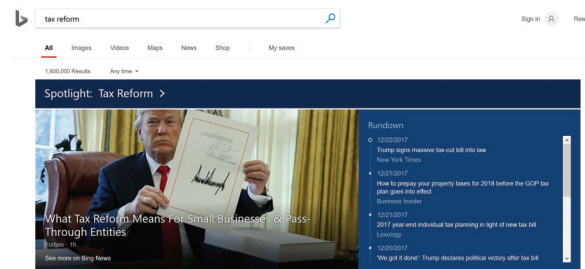 tax reform
Sign in
Rew
All Images Videos Maps News Shop My saves
1,600,000 Results Any time
Spotlight: Tax Reform >
What Tax Reform Means For Small Businesses & Pass-
Through Entities
Forbes · 1h
See more on Bing News
Rundown
12/22/2017
Trump signs massive tax-cut bill into law
New York Times
12/21/2017
How to prepay your property taxes for 2018 before the GOP tax
plan goes into effect
Business Insider
12/21/2017
2017 year-end individual tax planning in light of new tax bill
Lexology
12/20/2017
'We got it done': Trump declares political victory after tax bill